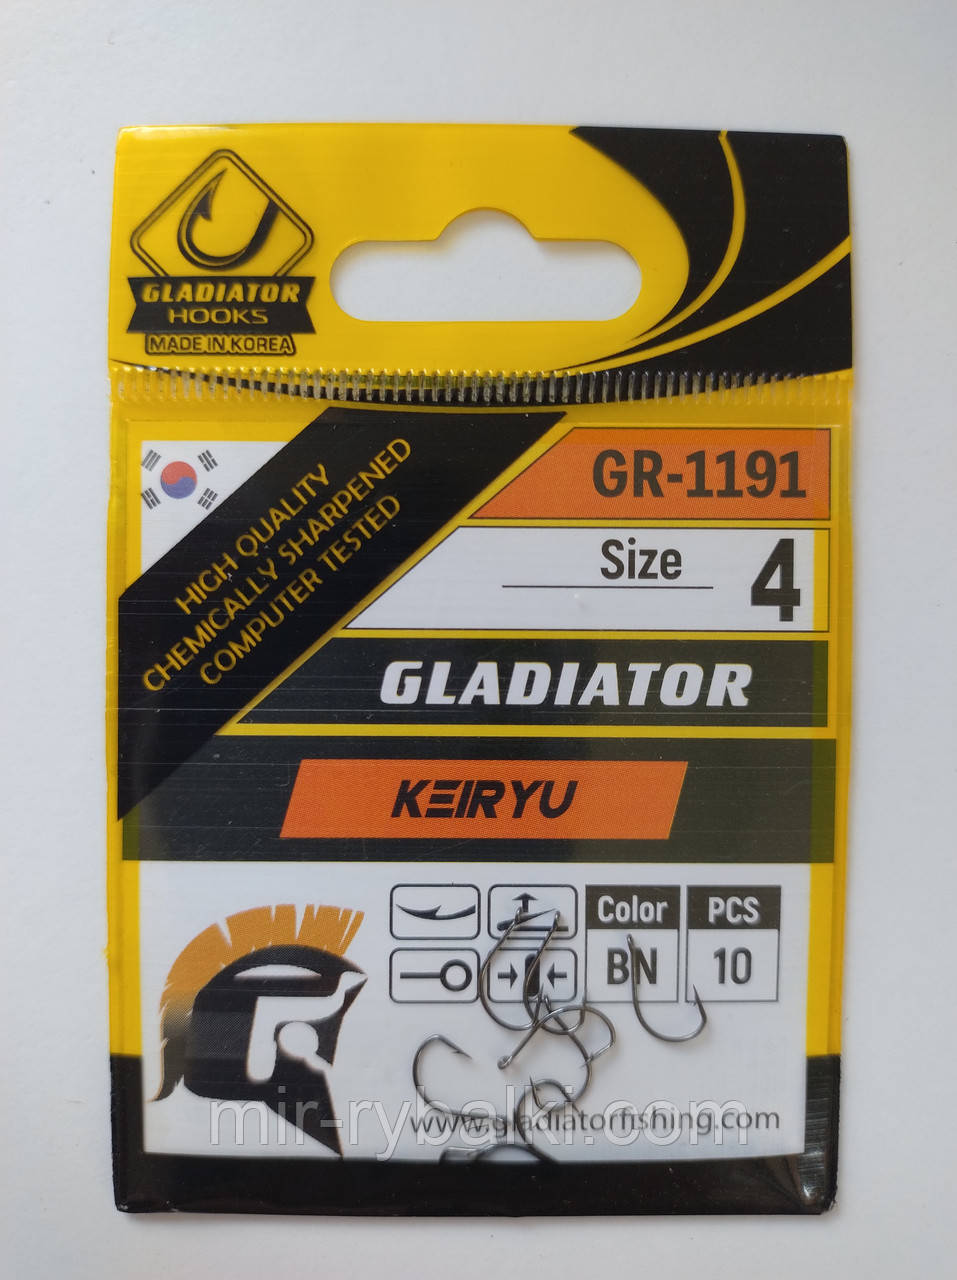 GLADIATOR
HOOKS
MADE IN KOREA
HIGH QUALITY
CHEMICALLY SHARPENED
COMPUTER TESTED
GR-1191
Size 4
GLADIATOR
KEIRYU
Color PCS
BN 10
www.gladiatorfishing.com
mir-rybalki.com